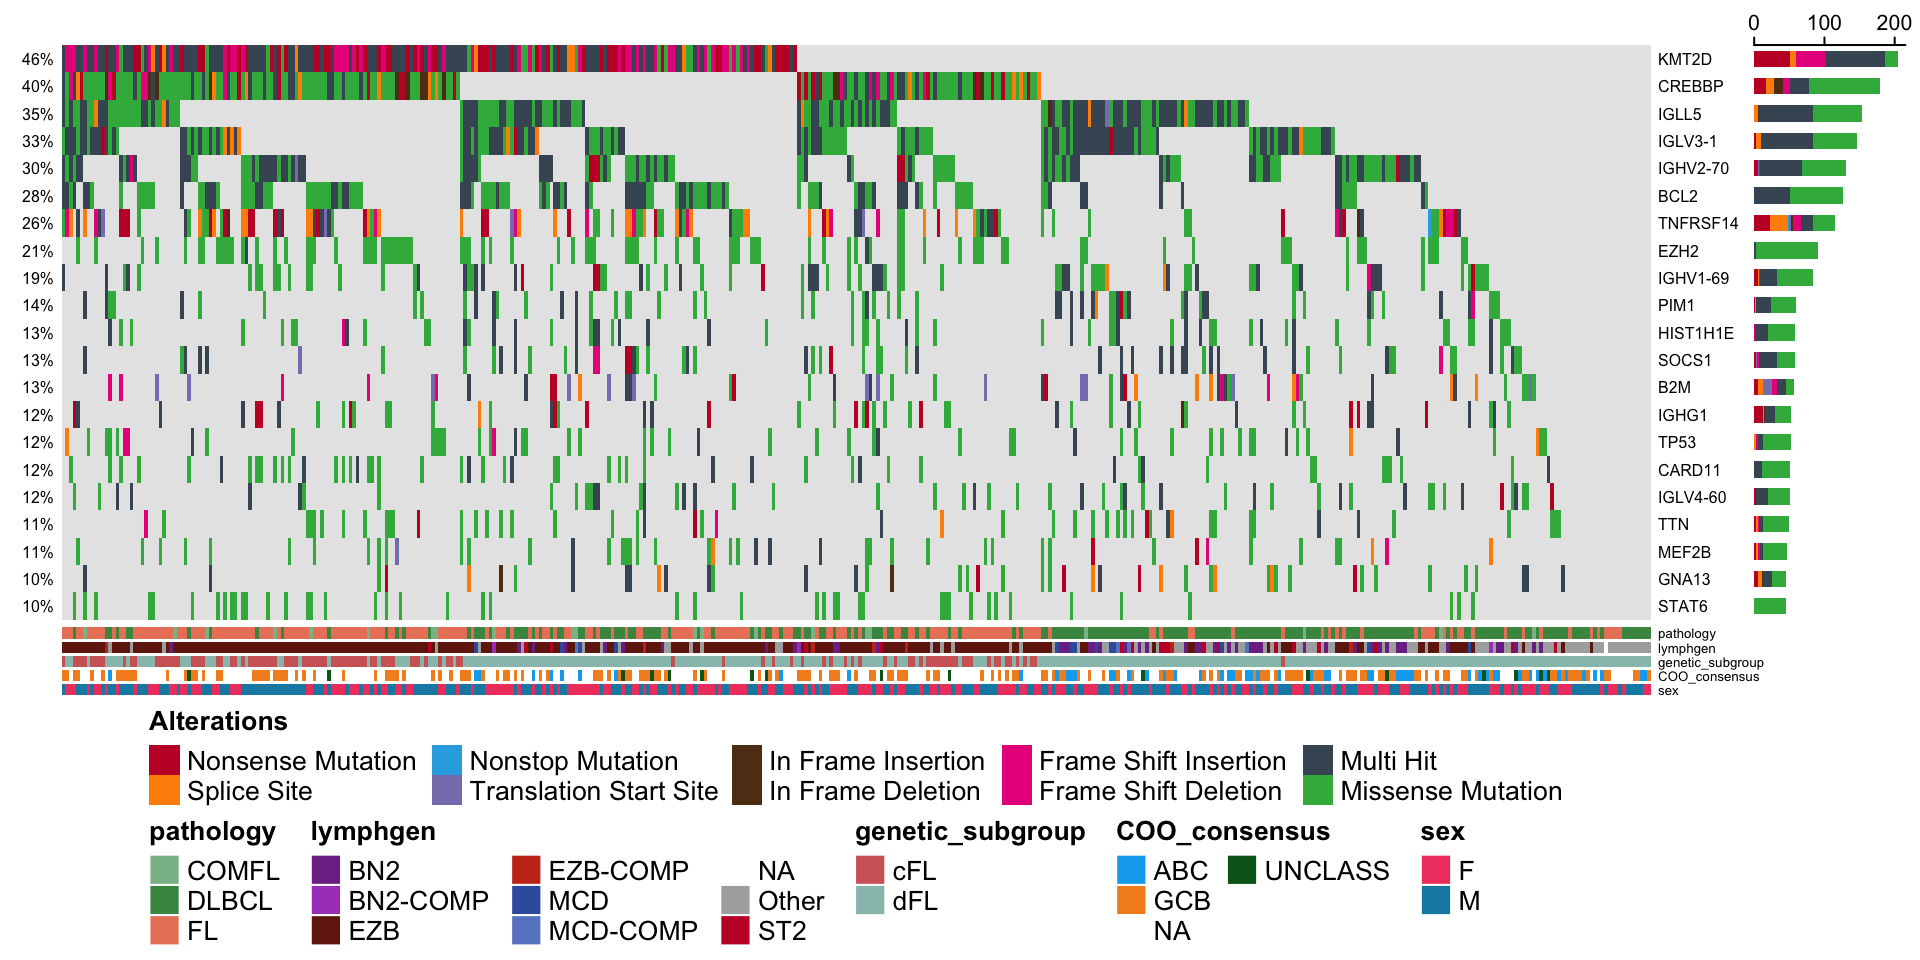 0 100 200
46% KMT2D
40% CREBBP
35% IGLL5
33% IGLV3-1
30% IGHV2-70
28% BCL2
26% TNFRSF14
21% EZH2
19% IGHV1-69
14% PIM1
13% HIST1H1E
13% SOCS1
13% B2M
12% IGHG1
12% TP53
12% CARD11
12% IGLV4-60
11% TTN
11% MEF2B
10% GNA13
10% STAT6
pathology
lymphgen
genetic_subgroup
COO_consensus
sex
Alterations
Nonsense Mutation Nonstop Mutation In Frame Insertion Frame Shift Insertion Multi Hit
Splice Site Translation Start Site In Frame Deletion Frame Shift Deletion Missense Mutation
pathology lymphgen genetic_subgroup COO_consensus sex
COMFL BN2 EZB-COMP NA cFL ABC UNCLASS F
DLBCL BN2-COMP MCD Other dFL GCB M
FL EZB MCD-COMP ST2 NA